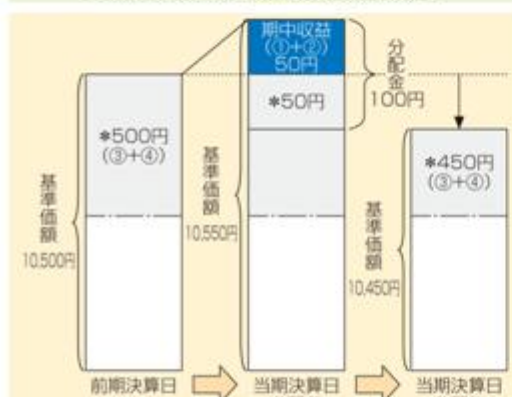 期中収益
(①+②)
50円
*50円
分配金
100円
*500円
(③+④)
基準価額
10,500円
基準価額
10,550円
*450円
(③+④)
基準価額
10,450円
前期決算日
当期決算日
当期決算日